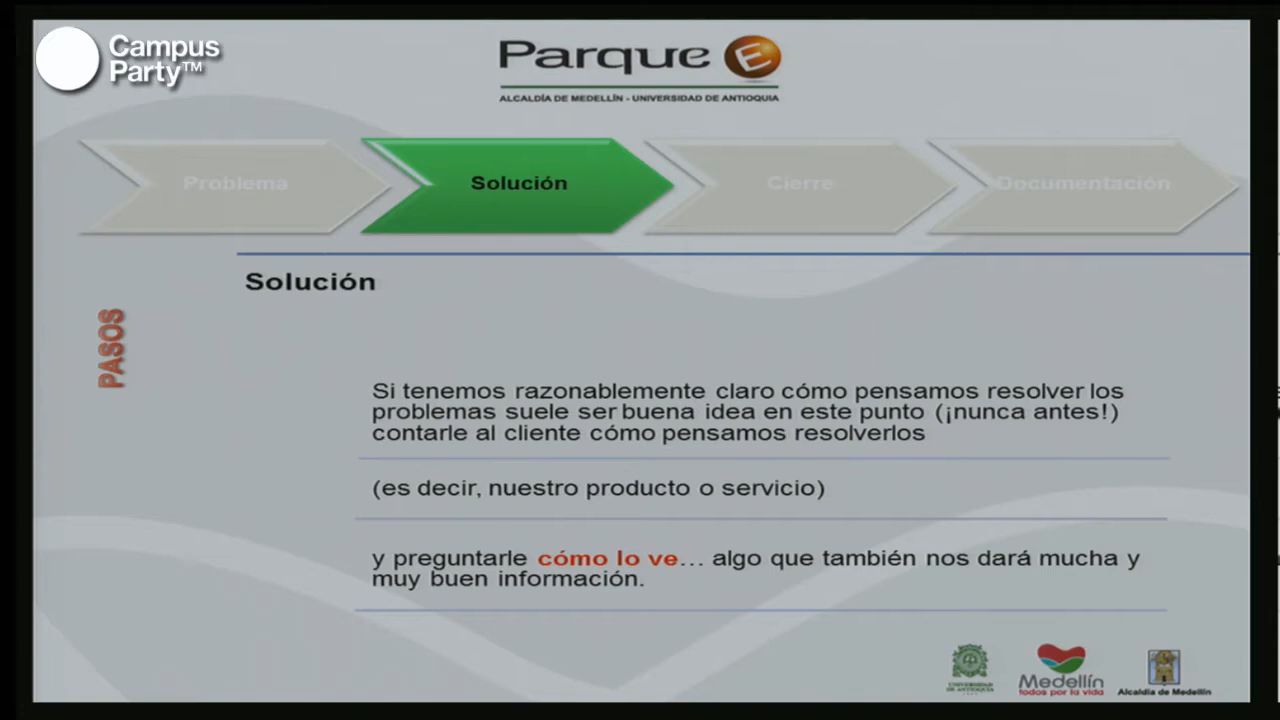 Campus
Party™
Parque E
ALCALDÍA DE MEDELLÍN - UNIVERSIDAD DE ANTIOQUIA
Problema
Solución
Cierre
Documentación
Solución
PASOS
Si tenemos razonablemente claro cómo pensamos resolver los
problemas suele ser buena idea en este punto (¡nunca antes!)
contarle al cliente cómo pensamos resolverlos
(es decir, nuestro producto o servicio)
y preguntarle cómo lo ve... algo que también nos dará mucha y
muy buen información.
UNIVERSIDAD
DE ANTIOQUIA
Medellín
todos por la vida
Alcaldía de Medellín